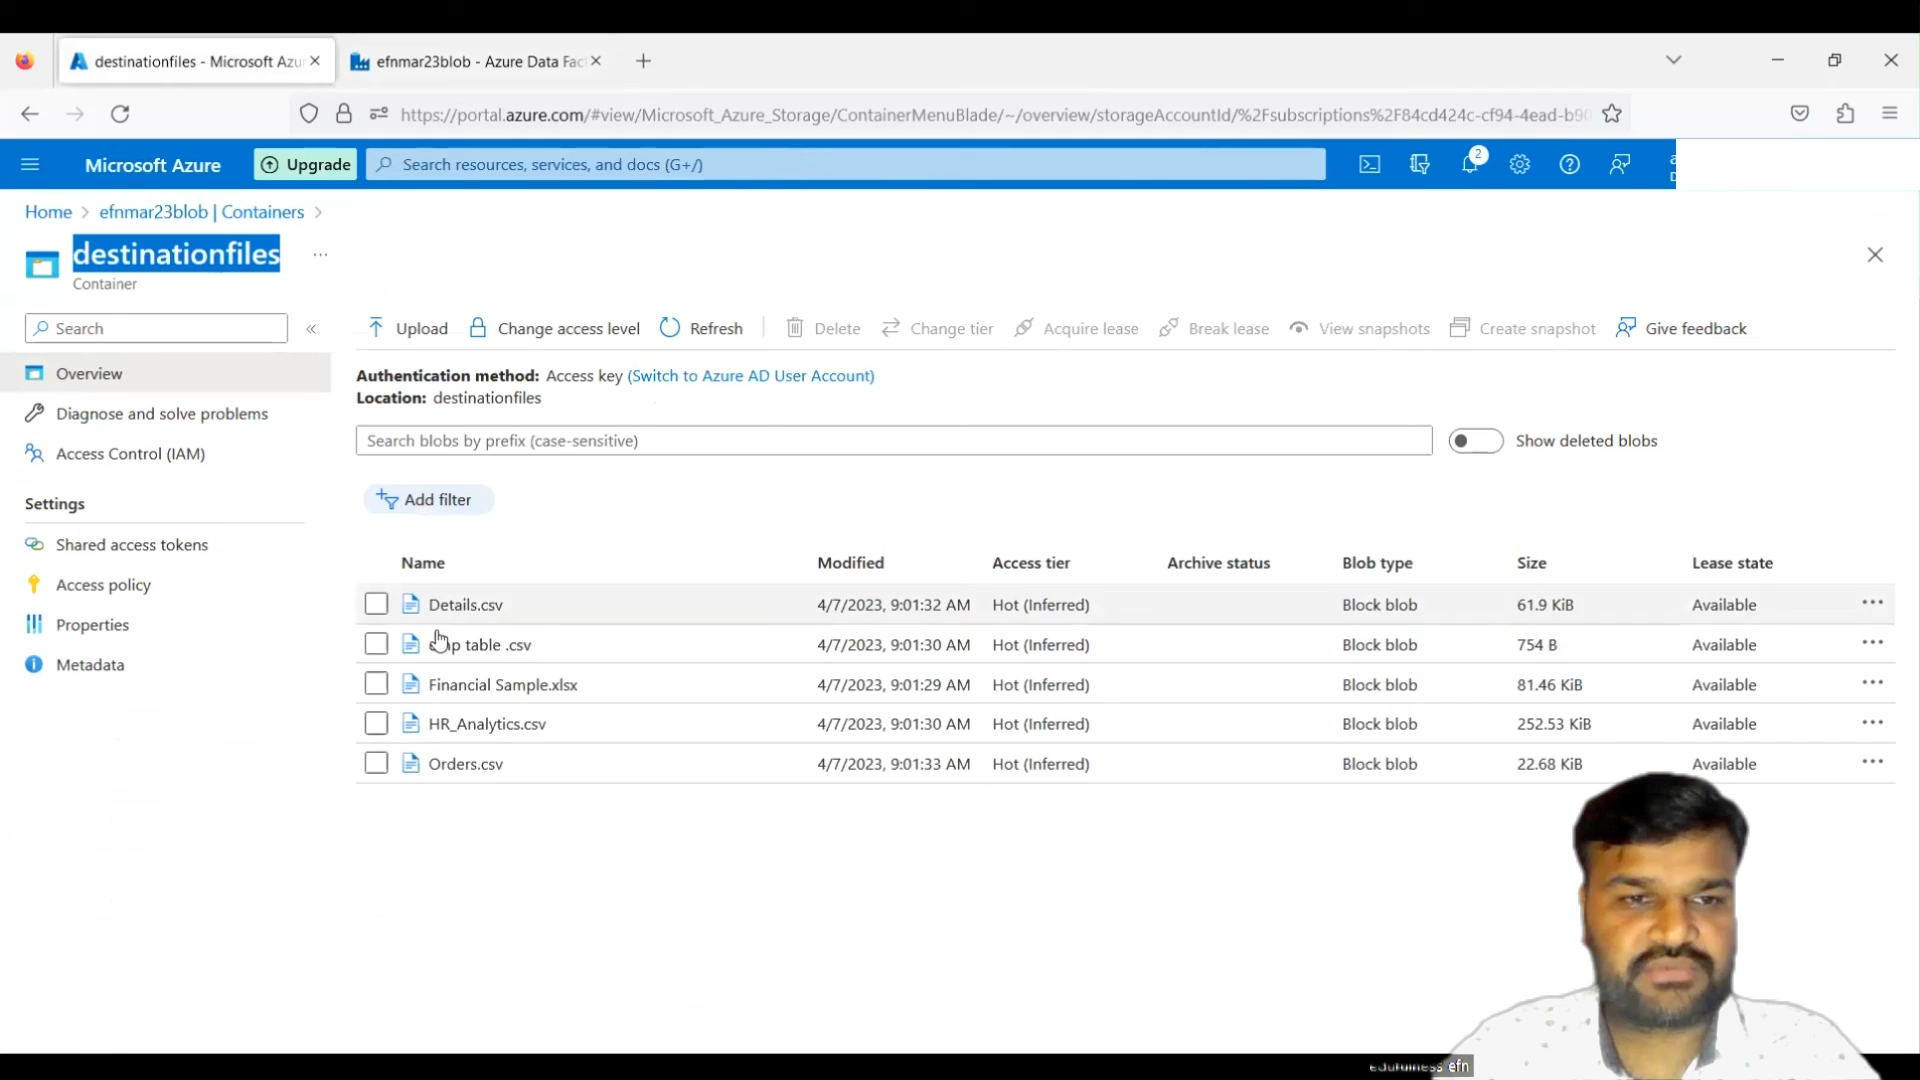 destinationfiles - Microsoft Azu
efnmar23blob - Azure Data Fac
https://portal.azure.com/#view/Microsoft_Azure_Storage/ContainerMenuBlade/~/overview/storageAccountId/%2Fsubscriptions%2F84cd424c-cf94-4ead-b90
Microsoft Azure
Upgrade
Search resources, services, and docs (G+/)
2
Home > efnmar23blob | Containers >
destinationfiles
...
Container
Search
«
Upload
Change access level
Refresh
Delete
Change tier
Acquire lease
Break lease
View snapshots
Create snapshot
Give feedback
Overview
Diagnose and solve problems
Access Control (IAM)
Settings
Shared access tokens
Access policy
Properties
Metadata
Authentication method: Access key (Switch to Azure AD User Account)
Location: destinationfiles
Search blobs by prefix (case-sensitive)
Show deleted blobs
Add filter
Name Modified Access tier Archive status Blob type Size Lease state
Details.csv 4/7/2023, 9:01:32 AM Hot (Inferred) Block blob 61.9 KiB Available ...
table .csv 4/7/2023, 9:01:30 AM Hot (Inferred) Block blob 754 B Available ...
Financial Sample.xlsx 4/7/2023, 9:01:29 AM Hot (Inferred) Block blob 81.46 KiB Available ...
HR_Analytics.csv 4/7/2023, 9:01:30 AM Hot (Inferred) Block blob 252.53 KiB Available ...
Orders.csv 4/7/2023, 9:01:33 AM Hot (Inferred) Block blob 22.68 KiB Available ...
efn